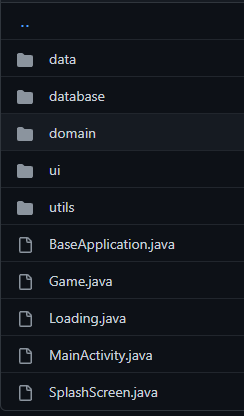 ..
data
database
domain
ui
utils
BaseApplication.java
Game.java
Loading.java
MainActivity.java
SplashScreen.java